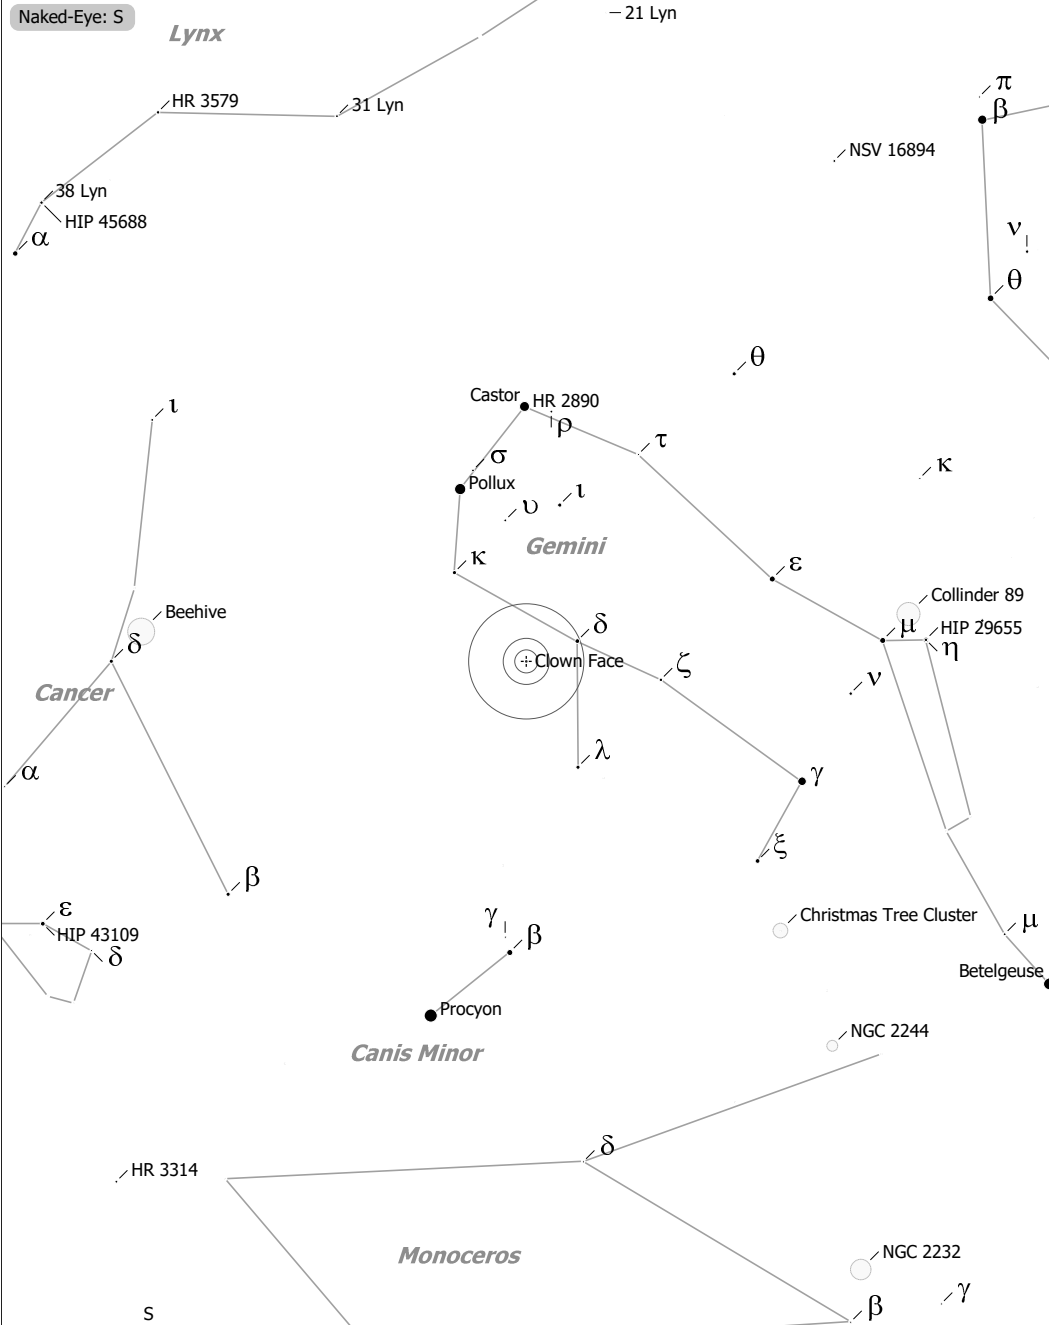 Naked-Eye: S
21 Lyn
Lynx
π
HR 3579
31 Lyn
β
NSV 16894
38 Lyn
HIP 45688
ν
α
θ
θ
Castor
HR 2890
ι
ρ
τ
σ
κ
Pollux
ι
υ
Gemini
κ
ε
Collinder 89
Beehive
μ
HIP 29655
δ
δ
η
Clown Face
ζ
ν
Cancer
λ
α
γ
ξ
β
ε
γ
Christmas Tree Cluster
μ
HIP 43109
β
δ
Betelgeuse
Procyon
NGC 2244
Canis Minor
δ
HR 3314
Monoceros
NGC 2232
γ
β
S